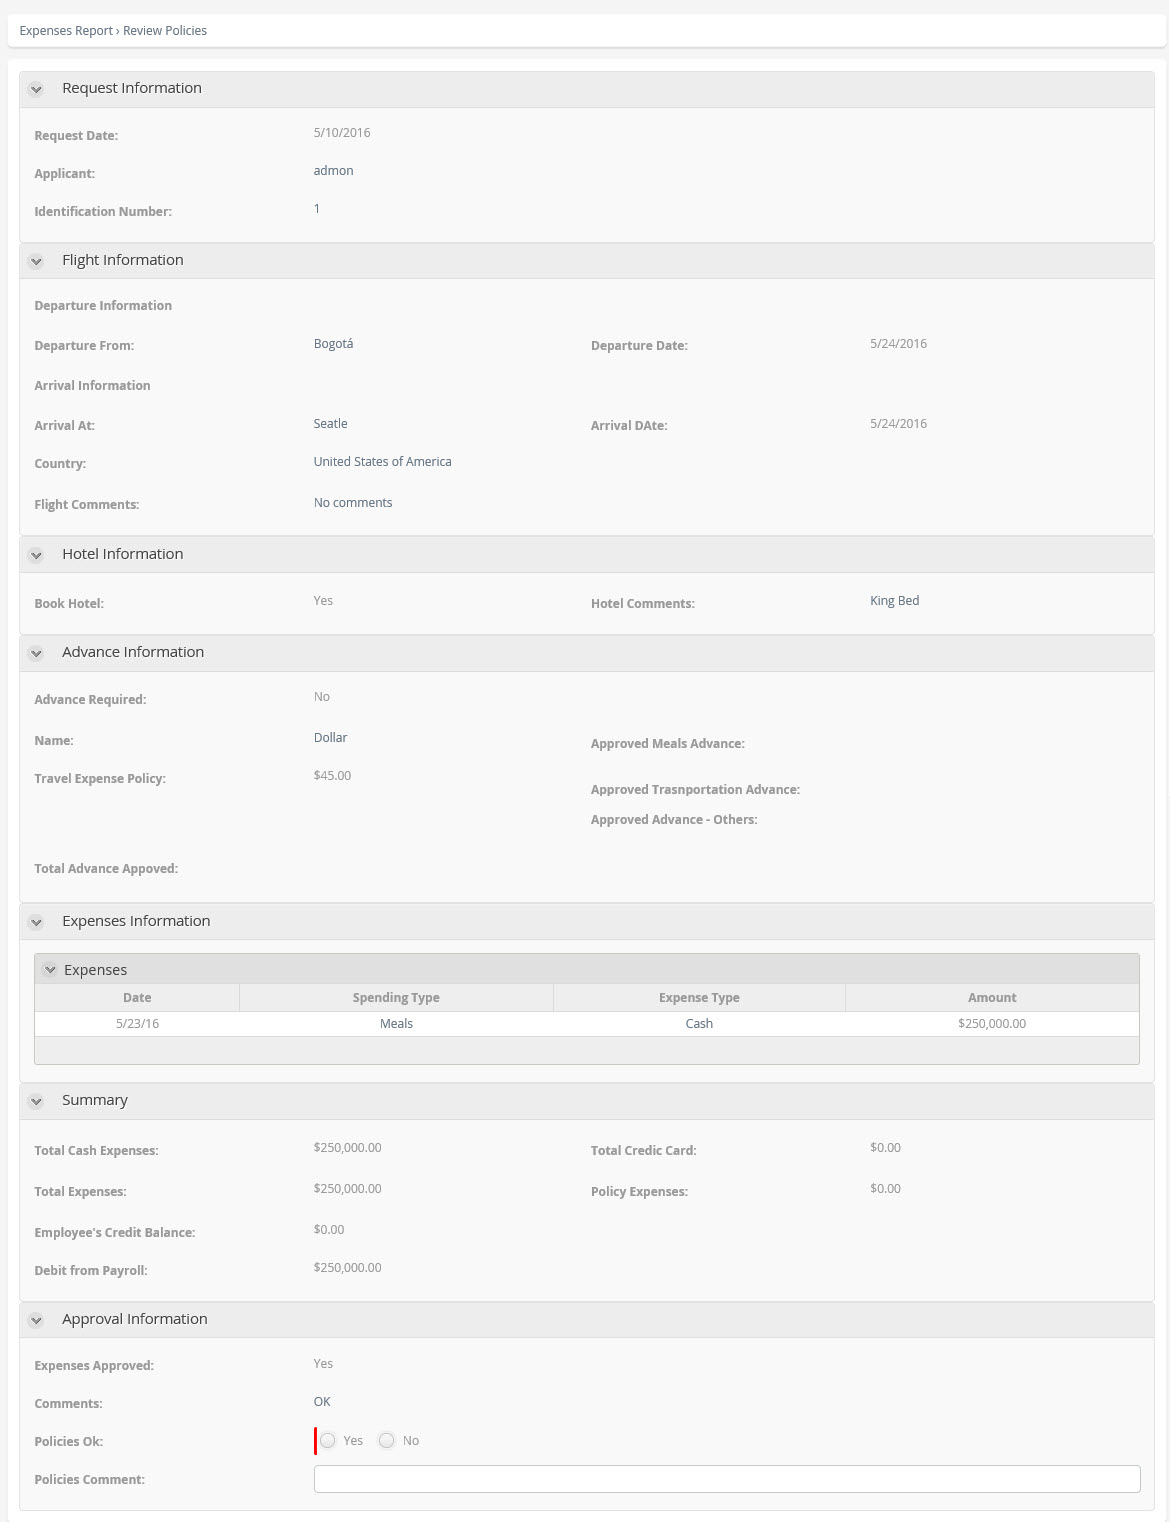 Expenses Report › Review Policies
Request Information
Request Date: 5/10/2016
Applicant: admon
Identification Number: 1
Flight Information
Departure Information
Departure From: Bogotá Departure Date: 5/24/2016
Arrival Information
Arrival At: Seatle Arrival DAte: 5/24/2016
Country: United States of America
Flight Comments: No comments
Hotel Information
Book Hotel: Yes Hotel Comments: King Bed
Advance Information
Advance Required: No
Name: Dollar Approved Meals Advance:
Travel Expense Policy: $45.00
Approved Trasnportation Advance:
Approved Advance - Others:
Total Advance Appoved:
Expenses Information
Expenses
Date Spending Type Expense Type Amount
5/23/16 Meals Cash $250,000.00
Summary
Total Cash Expenses: $250,000.00 Total Credic Card: $0.00
Total Expenses: $250,000.00 Policy Expenses: $0.00
Employee's Credit Balance: $0.00
Debit from Payroll: $250,000.00
Approval Information
Expenses Approved: Yes
Comments: OK
Policies Ok: Yes No
Policies Comment: